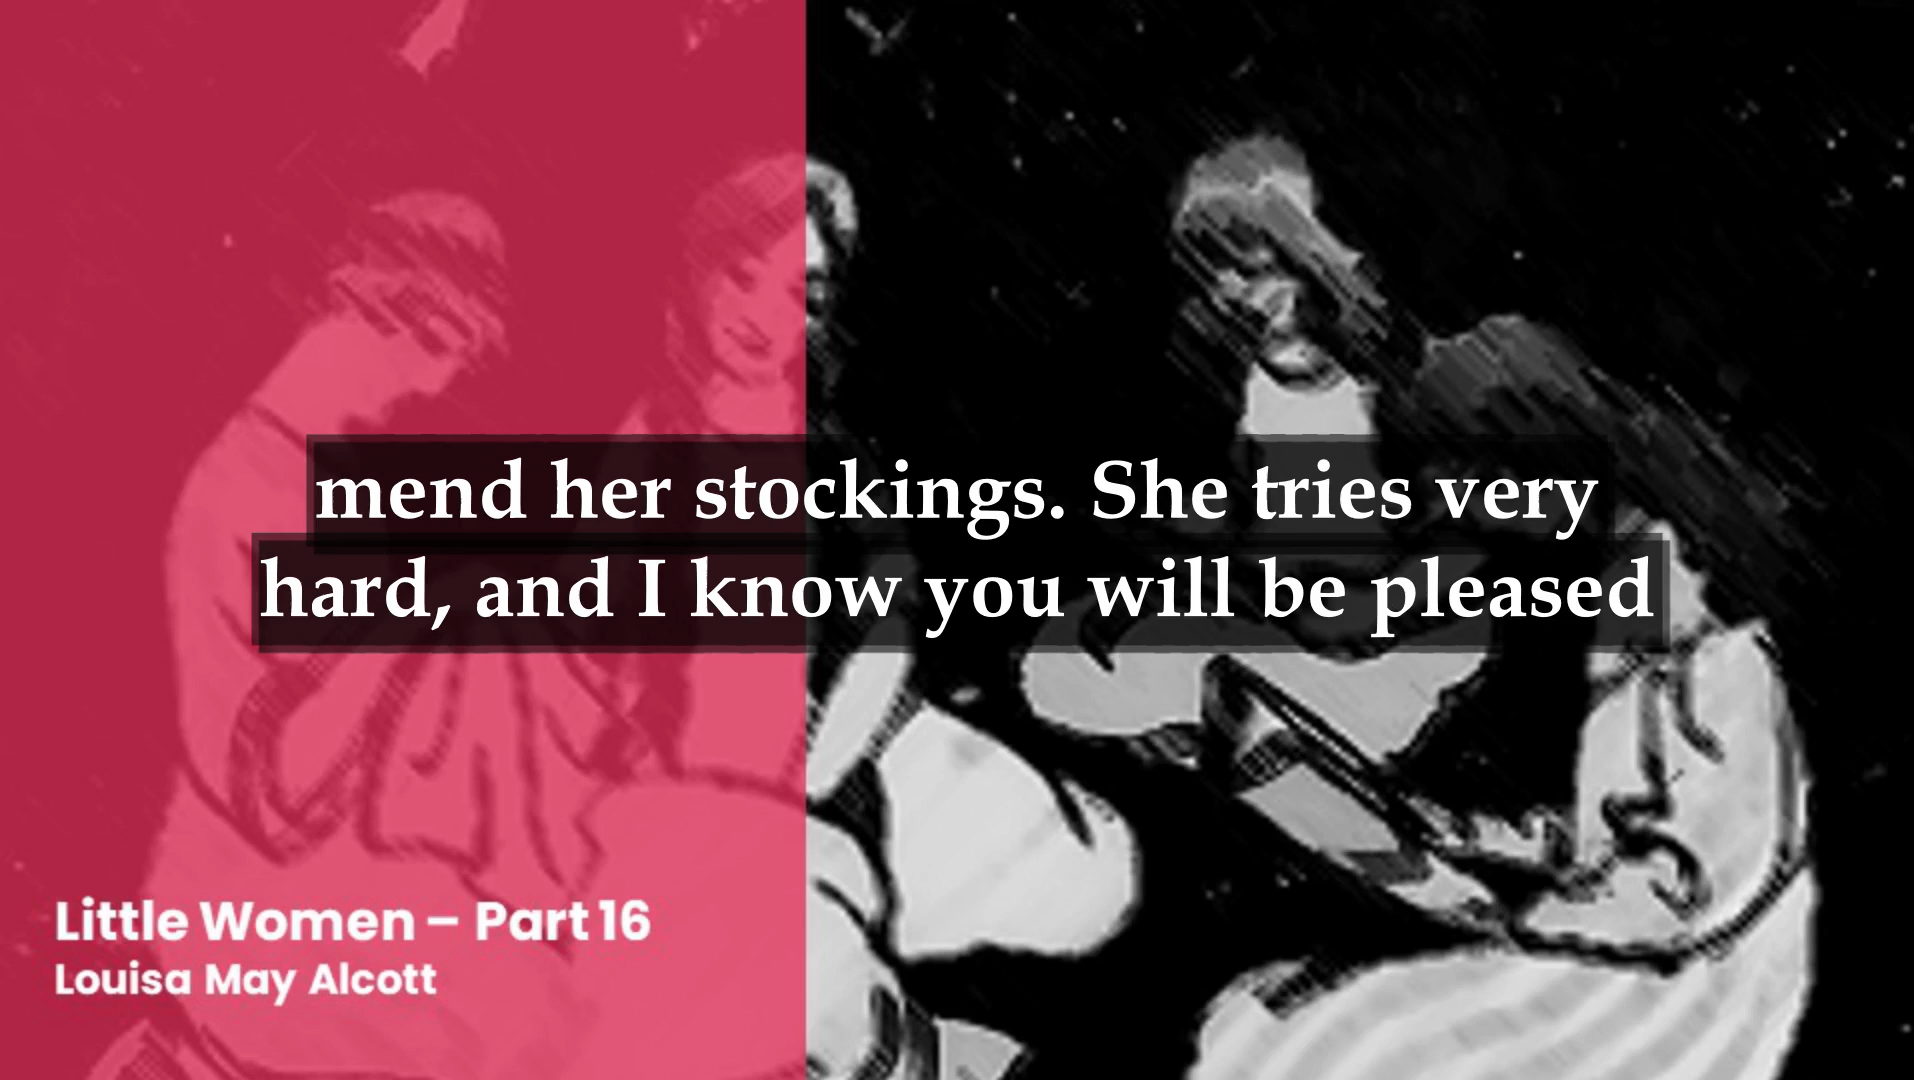 mend her stockings. She tries very
hard, and I know you will be pleased
Little Women – Part 16
Louisa May Alcott